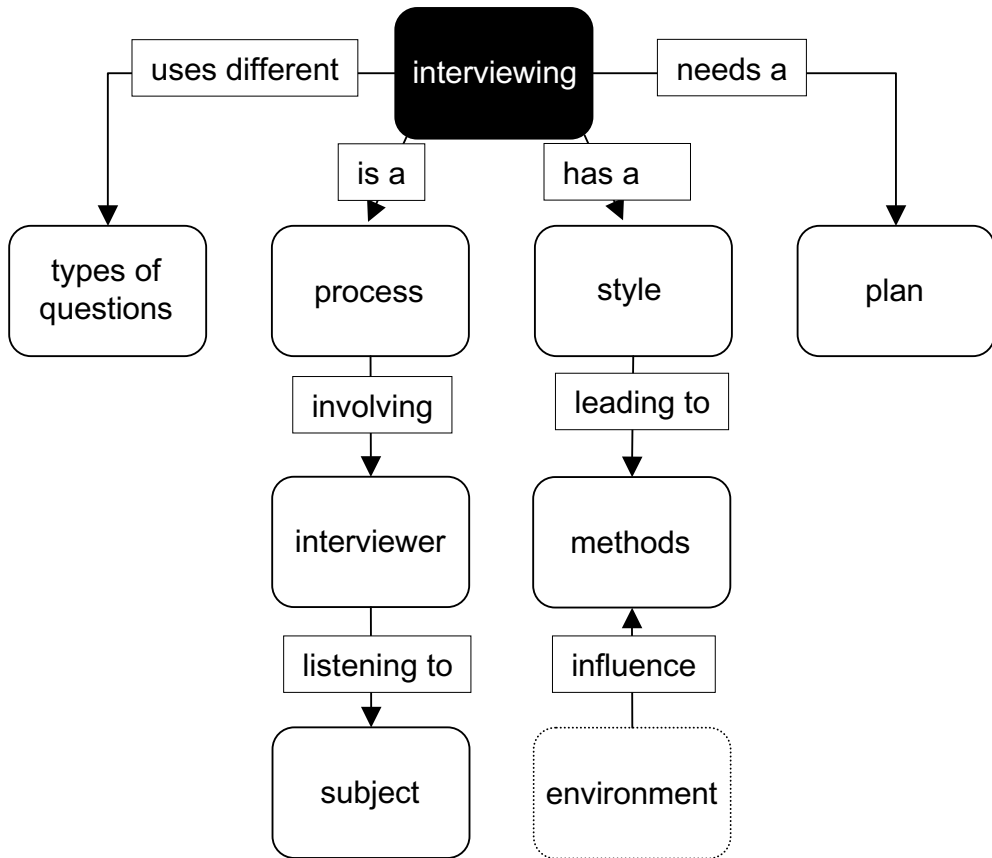 uses different
interviewing
needs a
is a
has a
types of
questions
process
style
plan
involving
leading to
interviewer
methods
listening to
influence
subject
environment